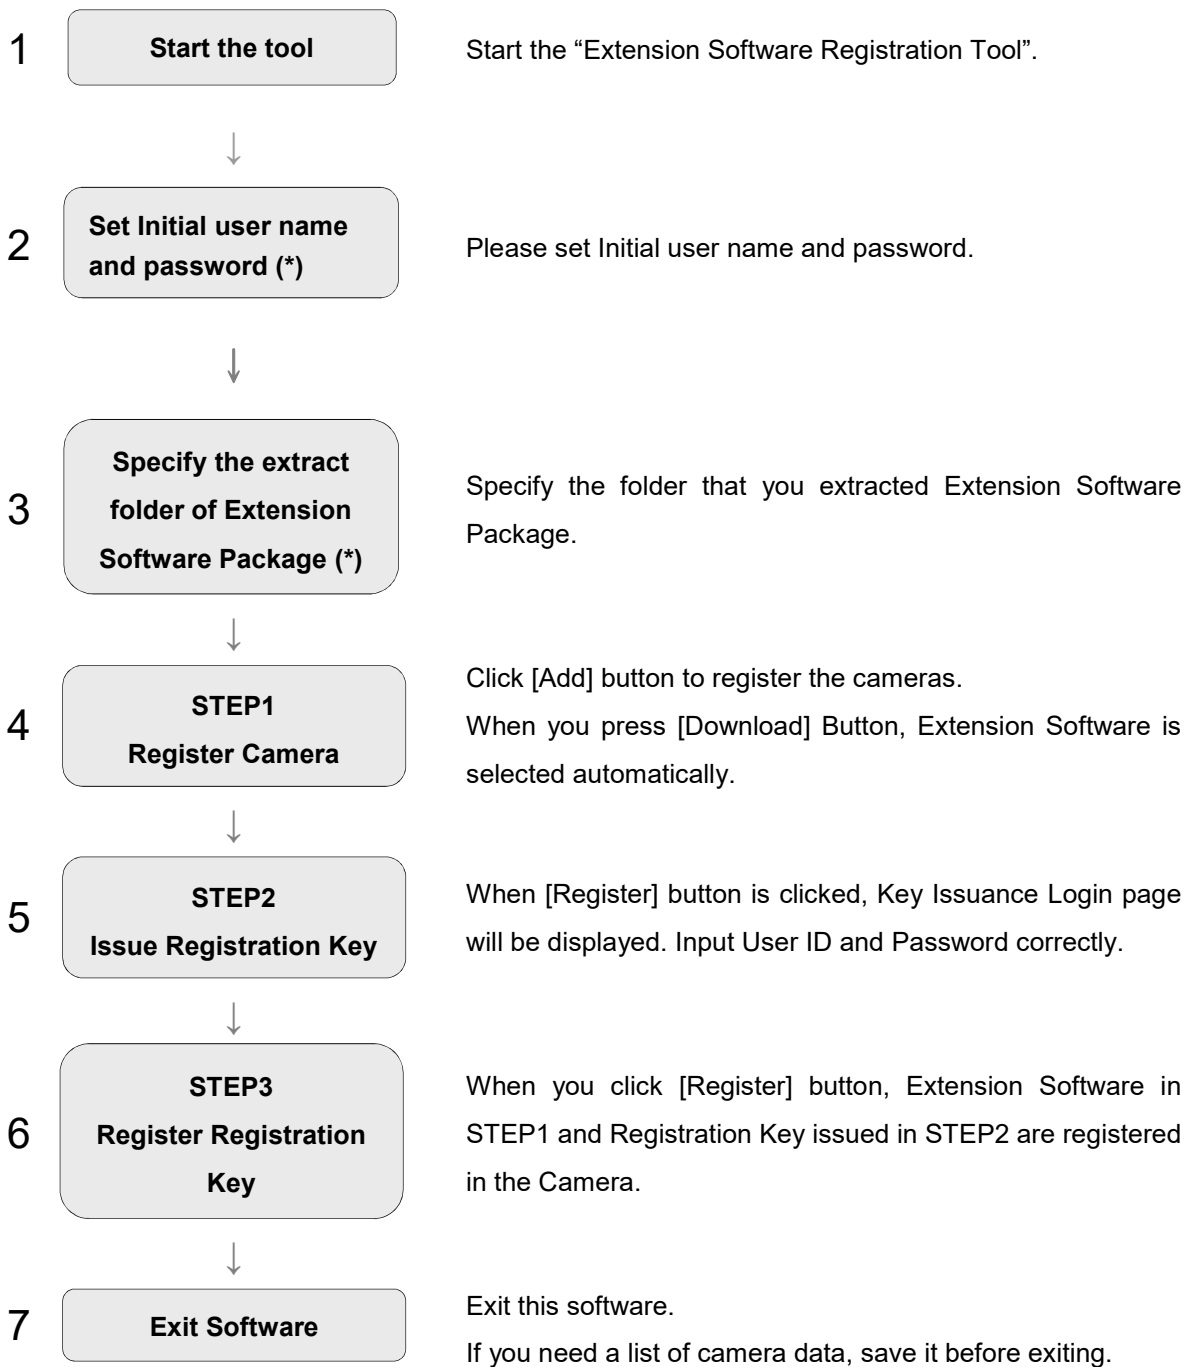 1
Start the tool
Start the “Extension Software Registration Tool”.
↓
2
Set Initial user name
and password (*)
Please set Initial user name and password.
↓
3
Specify the extract
folder of Extension
Software Package (*)
Specify the folder that you extracted Extension Software
Package.
↓
4
STEP1
Register Camera
Click [Add] button to register the cameras.
When you press [Download] Button, Extension Software is
selected automatically.
↓
5
STEP2
Issue Registration Key
When [Register] button is clicked, Key Issuance Login page
will be displayed. Input User ID and Password correctly.
↓
6
STEP3
Register Registration
Key
When you click [Register] button, Extension Software in
STEP1 and Registration Key issued in STEP2 are registered
in the Camera.
↓
7
Exit Software
Exit this software.
If you need a list of camera data, save it before exiting.